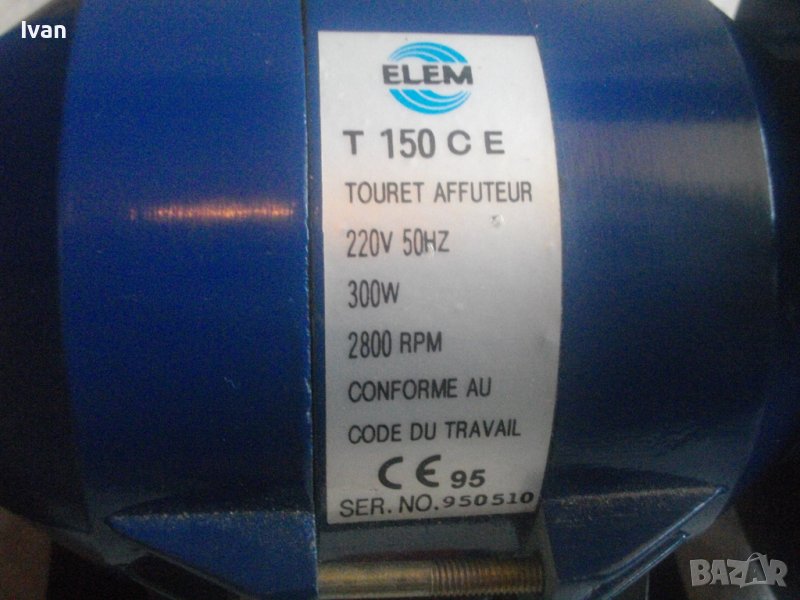 Ivan
ELEM
T 150 C E
TOURET AFFUTEUR
220V 50HZ
300W
2800 RPM
CONFORME AU
CODE DU TRAVAIL
CE 95
SER. NO. 950510
BAZAR